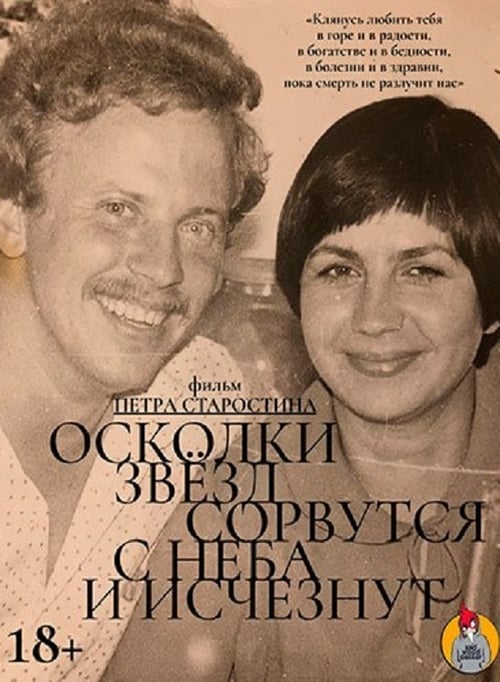 «Клянусь любить тебя
в горе и в радости,
в богатстве и в бедности,
в болезни и в здравии,
пока смерть не разлучит нас»
фильм
ПЕТРА СТАРОСТИНА
ОСКОЛКИ
ЗВЁЗД
СОРВУТСЯ
С НЕБА
И ИСЧЕЗНУТ
18+